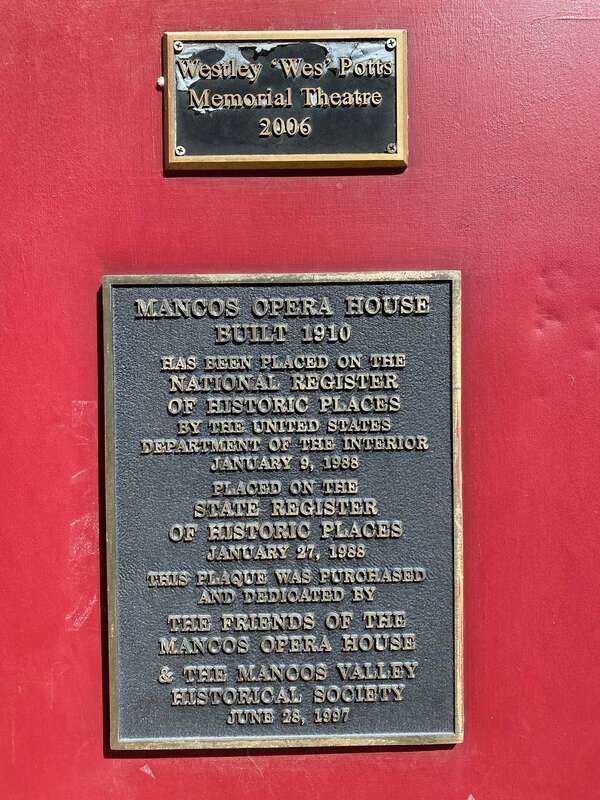 Westley 'Wes' Potts
Memorial Theatre
2006
MANCOS OPERA HOUSE
BUILT 1910
HAS BEEN PLACED ON THE
NATIONAL REGISTER
OF HISTORIC PLACES
BY THE UNITED STATES
DEPARTMENT OF THE INTERIOR
JANUARY 9, 1988
PLACED ON THE
STATE REGISTER
OF HISTORIC PLACES
JANUARY 27, 1988
THIS PLAQUE WAS PURCHASED
AND DEDICATED BY
THE FRIENDS OF THE
MANCOS OPERA HOUSE
& THE MANCOS VALLEY
HISTORICAL SOCIETY
JUNE 28, 1997